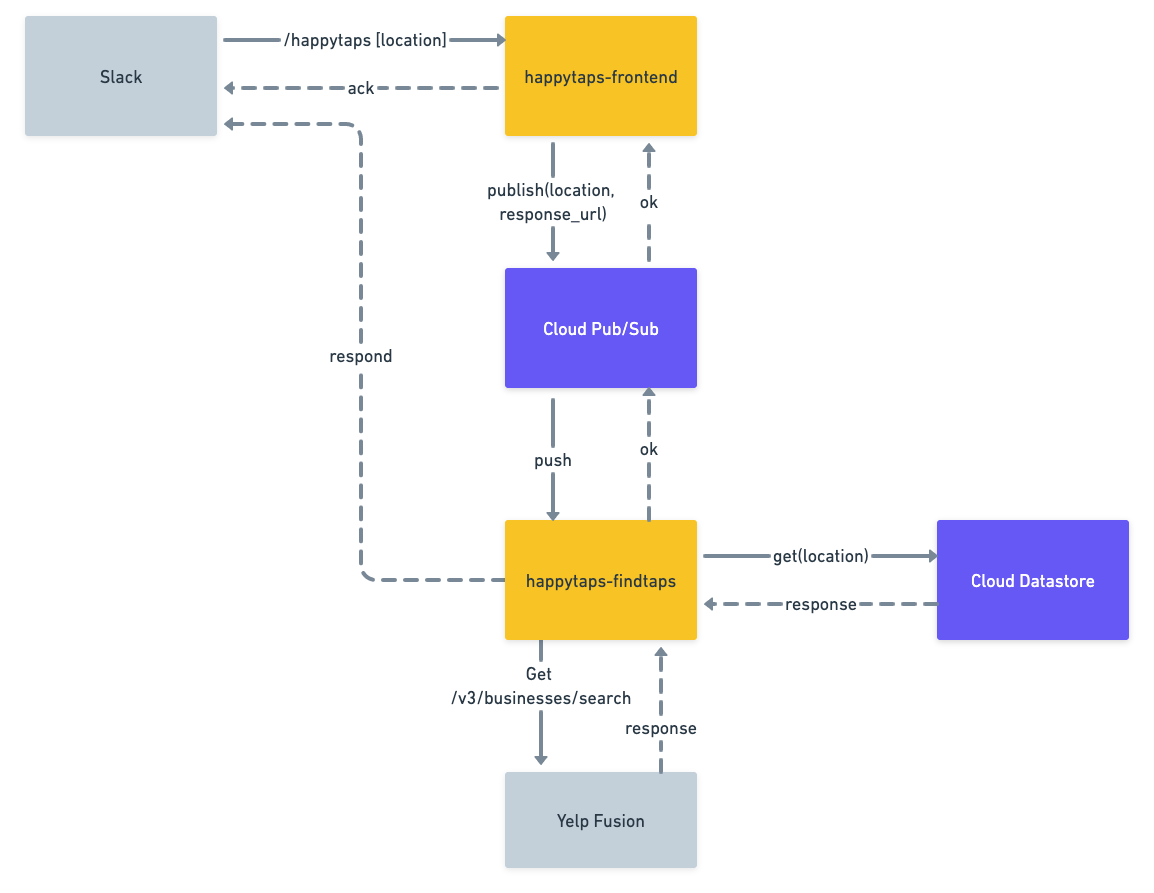 Slack
/happytaps [location]
happytaps-frontend
ack
publish(location,
response_url)
ok
Cloud Pub/Sub
respond
push
ok
happytaps-findtaps
get(location)
Cloud Datastore
response
Get
/v3/businesses/search
response
Yelp Fusion